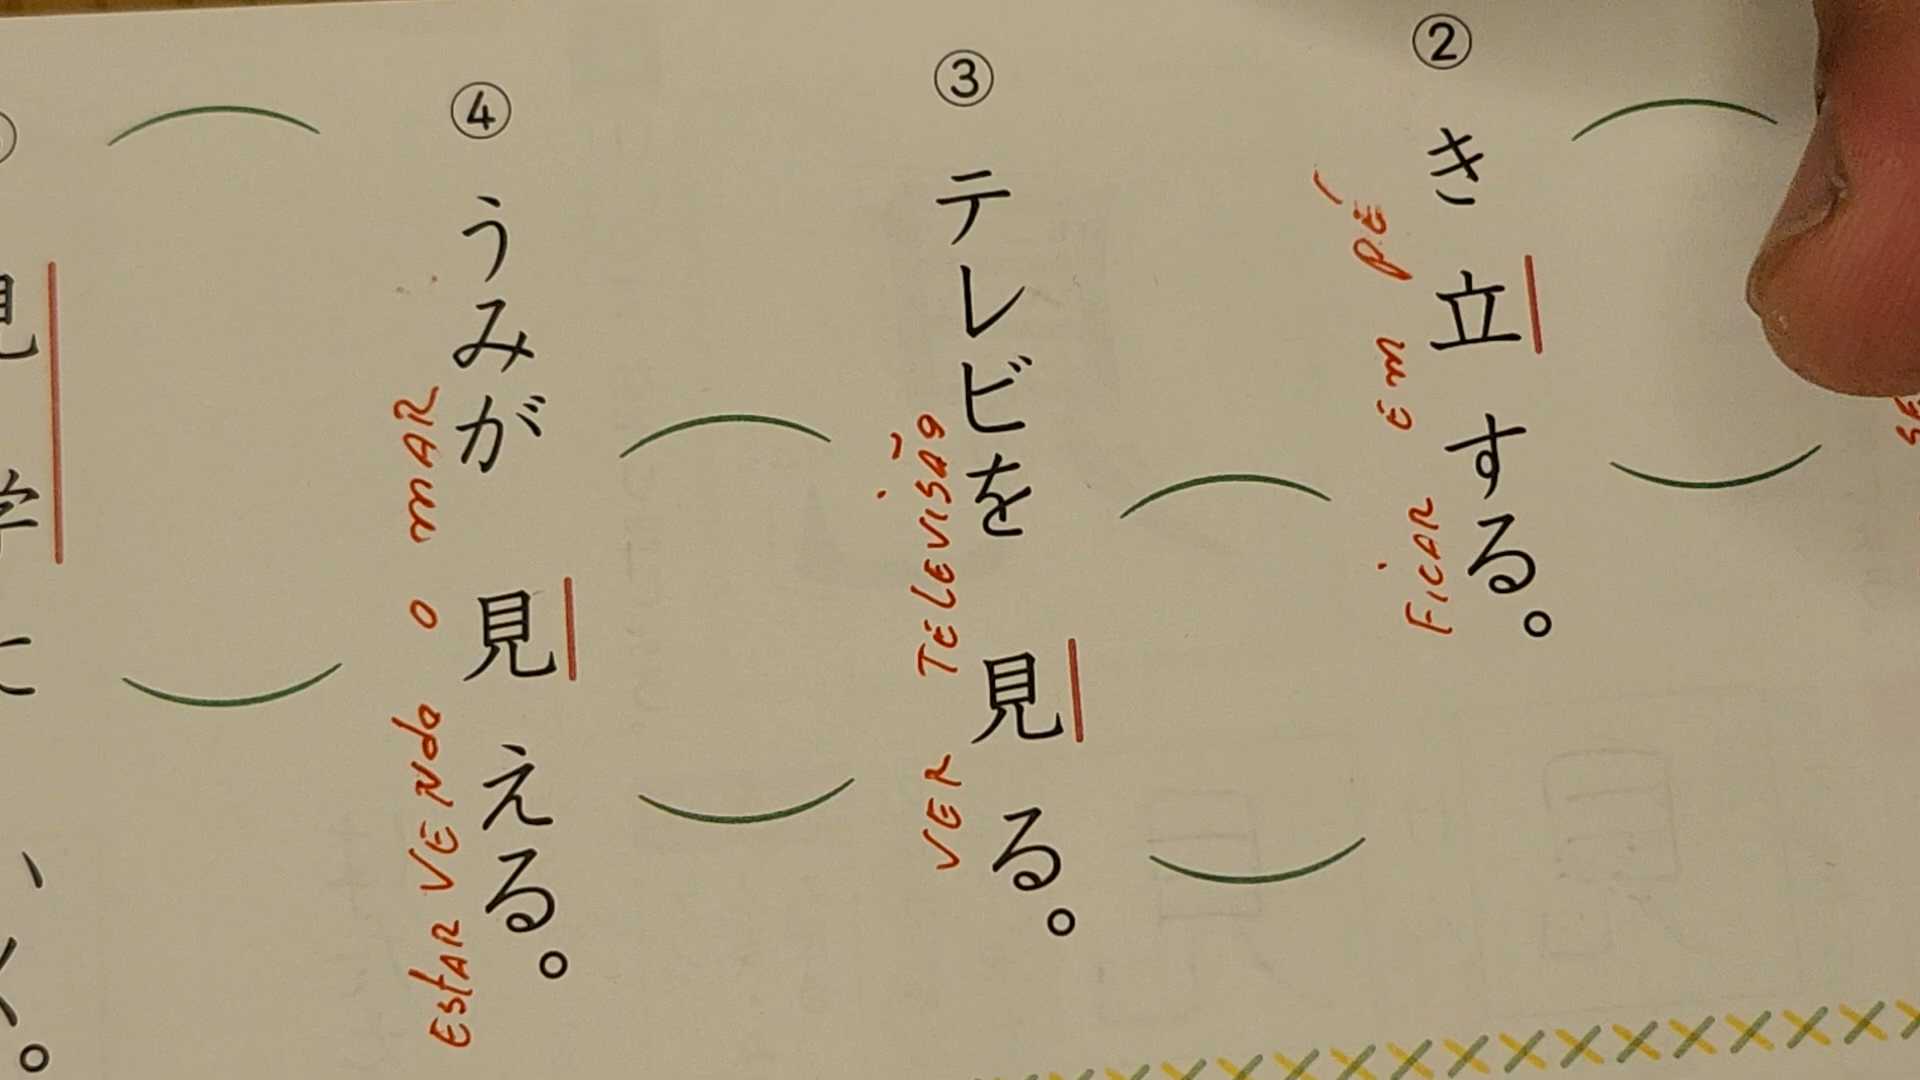 ② き立する。
FICAR EM PÉ
③ テレビを見る。
VER TELEVISÃO
④ うみが見える。
EstAR VENdo o mAR